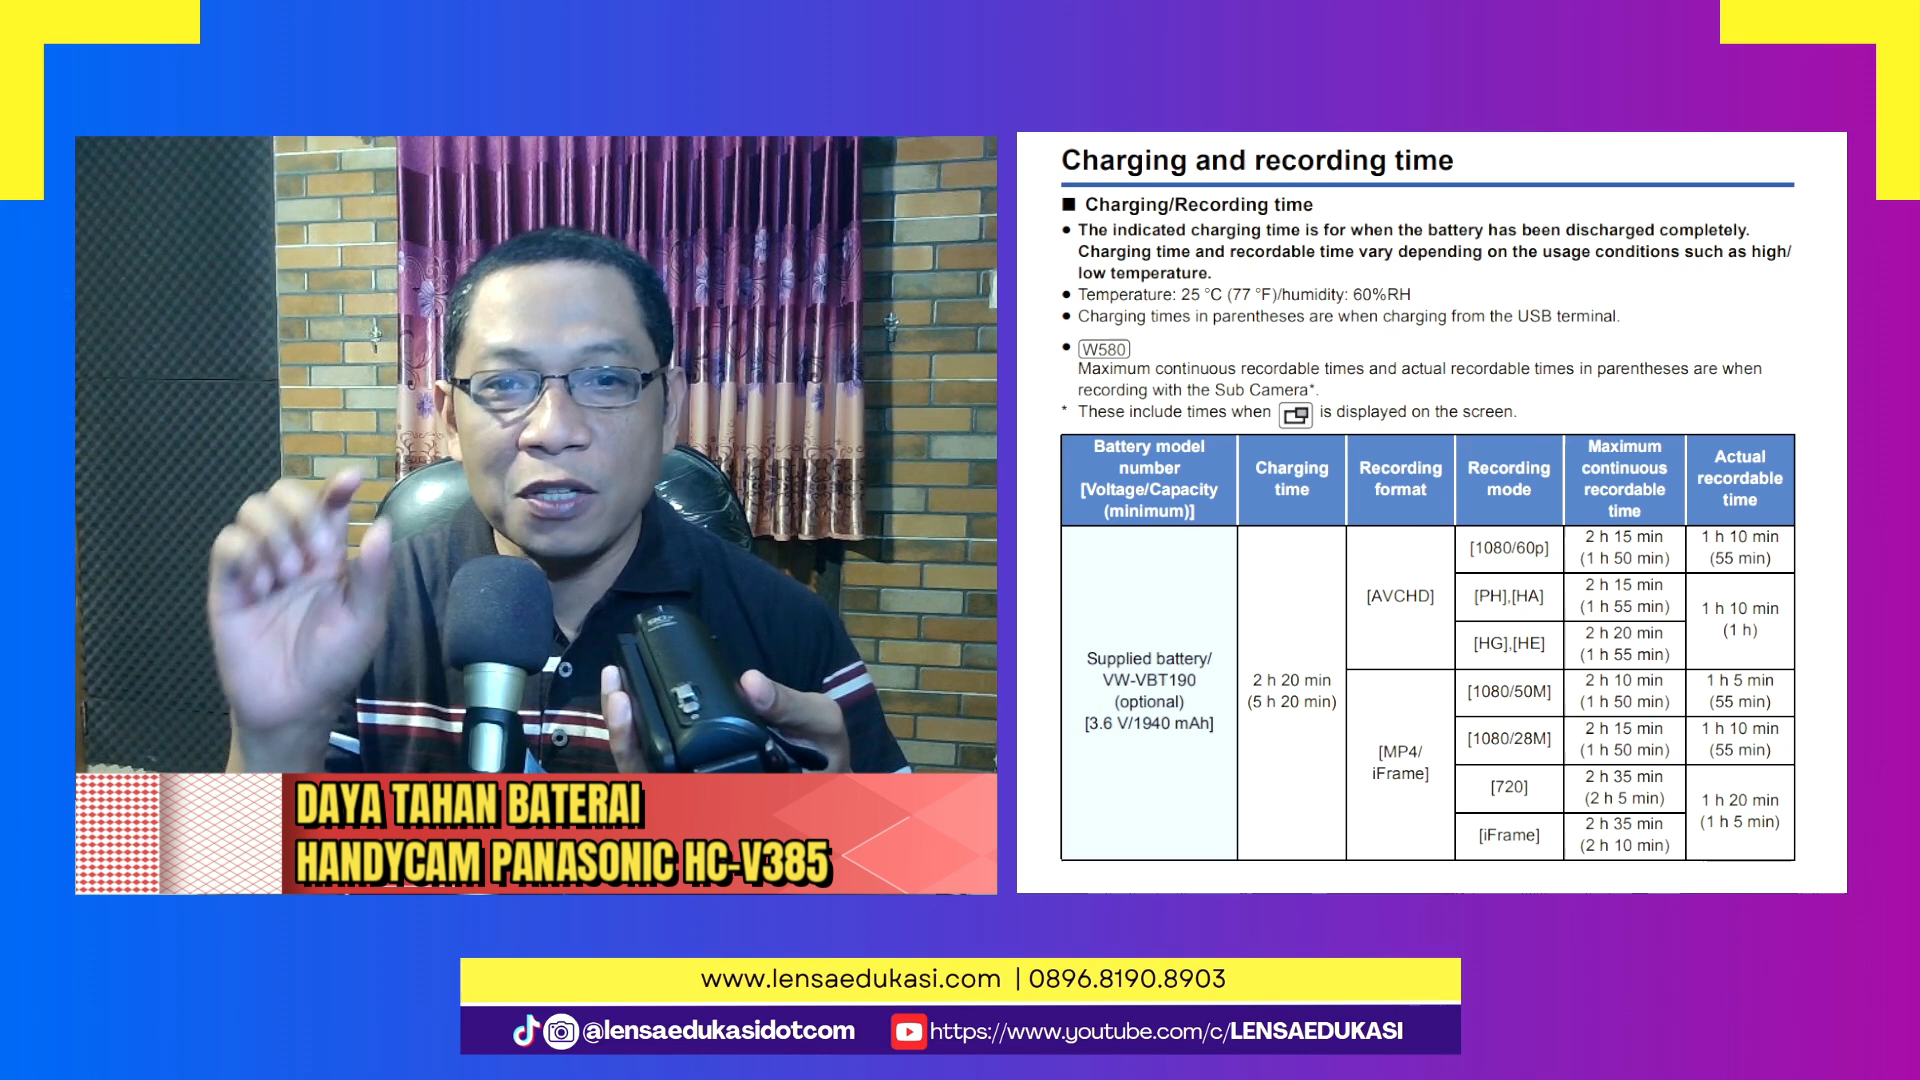 DAYA TAHAN BATERAI
HANDYCAM PANASONIC HC-V385
Charging and recording time
■ Charging/Recording time
● The indicated charging time is for when the battery has been discharged completely.
Charging time and recordable time vary depending on the usage conditions such as high/
low temperature.
● Temperature: 25 °C (77 °F)/humidity: 60%RH
● Charging times in parentheses are when charging from the USB terminal.
● W580
Maximum continuous recordable times and actual recordable times in parentheses are when
recording with the Sub Camera*.
* These include times when is displayed on the screen.
Battery model
number
[Voltage/Capacity
(minimum)]
Charging
time
Recording
format
Recording
mode
Maximum
continuous
recordable
time
Actual
recordable
time
Supplied battery/
VW-VBT190
(optional)
[3.6 V/1940 mAh]
2 h 20 min
(5 h 20 min)
[AVCHD]
[1080/60p]
2 h 15 min
(1 h 50 min)
1 h 10 min
(55 min)
[PH],[HA]
2 h 15 min
(1 h 55 min)
1 h 10 min
(1 h)
[HG],[HE]
2 h 20 min
(1 h 55 min)
[MP4/
iFrame]
[1080/50M]
2 h 10 min
(1 h 50 min)
1 h 5 min
(55 min)
[1080/28M]
2 h 15 min
(1 h 50 min)
1 h 10 min
(55 min)
[720]
2 h 35 min
(2 h 5 min)
1 h 20 min
(1 h 5 min)
[iFrame]
2 h 35 min
(2 h 10 min)
www.lensaedukasi.com | 0896.8190.8903
@lensaedukasidotcom https://www.youtube.com/c/LENSAEDUKASI